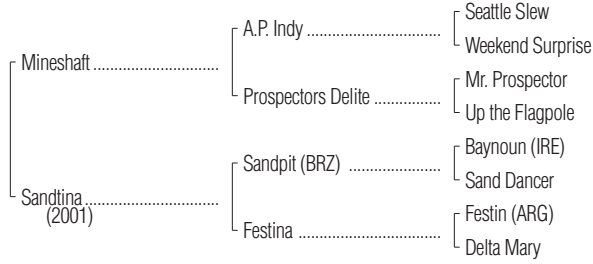 Seattle Slew
A.P. Indy
Weekend Surprise
Mineshaft
Mr. Prospector
Prospectors Delite
Up the Flagpole
Baynoun (IRE)
Sandpit (BRZ)
Sand Dancer
Sandtina
(2001)
Festin (ARG)
Festina
Delta Mary